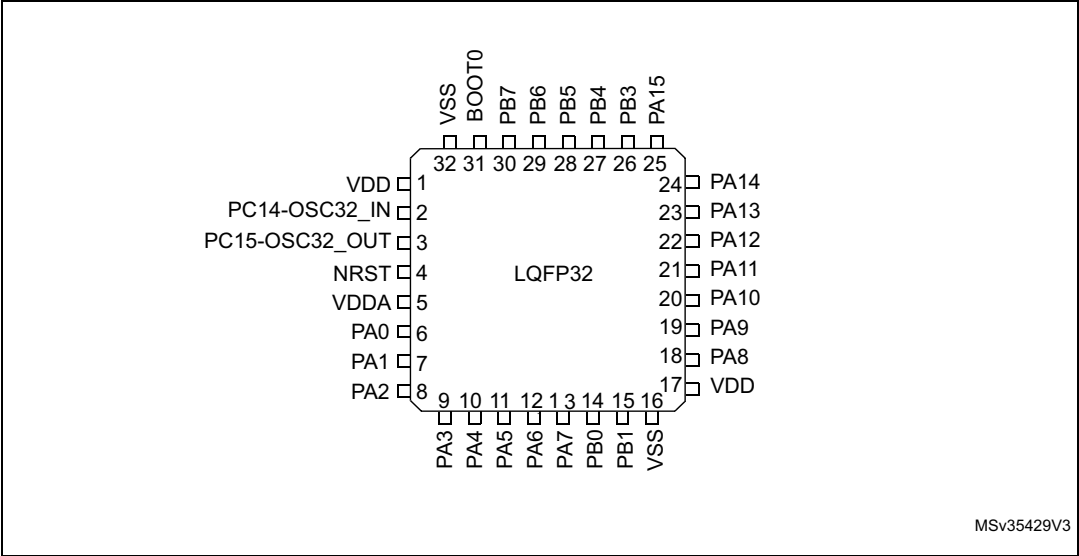 VSS
BOOT0
PB7
PB6
PB5
PB4
PB3
PA15
32 31 30 29 28 27 26 25
VDD 1
PC14-OSC32_IN 2
PC15-OSC32_OUT 3
NRST 4
VDDA 5
PA0 6
PA1 7
PA2 8
LQFP32
24 PA14
23 PA13
22 PA12
21 PA11
20 PA10
19 PA9
18 PA8
17 VDD
9 10 11 12 1 3 14 15 16
PA3
PA4
PA5
PA6
PA7
PB0
PB1
VSS
MSv35429V3